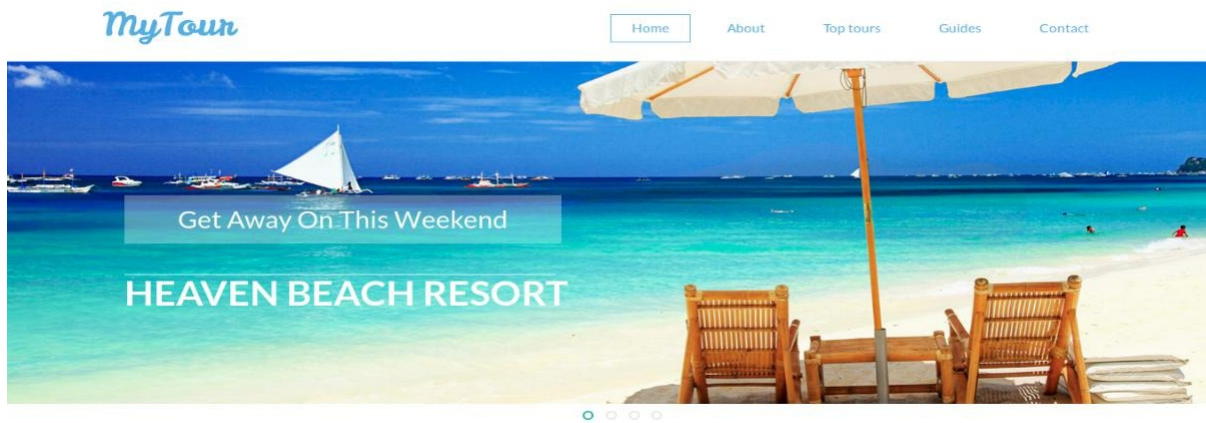 MyTour
Home About Top tours Guides Contact
Get Away On This Weekend
HEAVEN BEACH RESORT